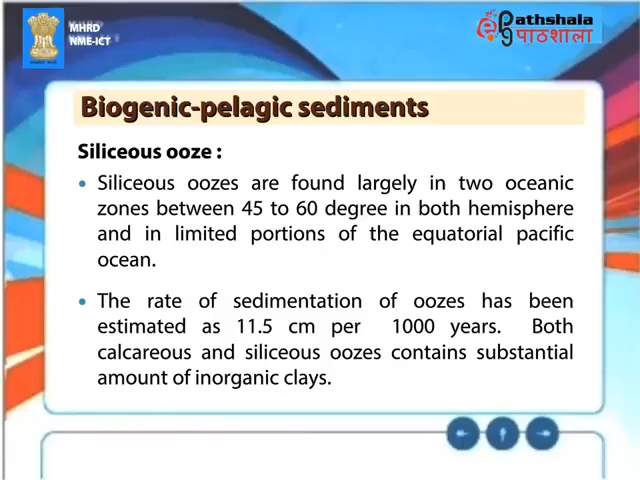 MHRD
NME-ICT
Pathshala
पाठशाला
Biogenic-pelagic sediments
Siliceous ooze :
• Siliceous oozes are found largely in two oceanic
zones between 45 to 60 degree in both hemisphere
and in limited portions of the equatorial pacific
ocean.
• The rate of sedimentation of oozes has been
estimated as 11.5 cm per 1000 years. Both
calcareous and siliceous oozes contains substantial
amount of inorganic clays.